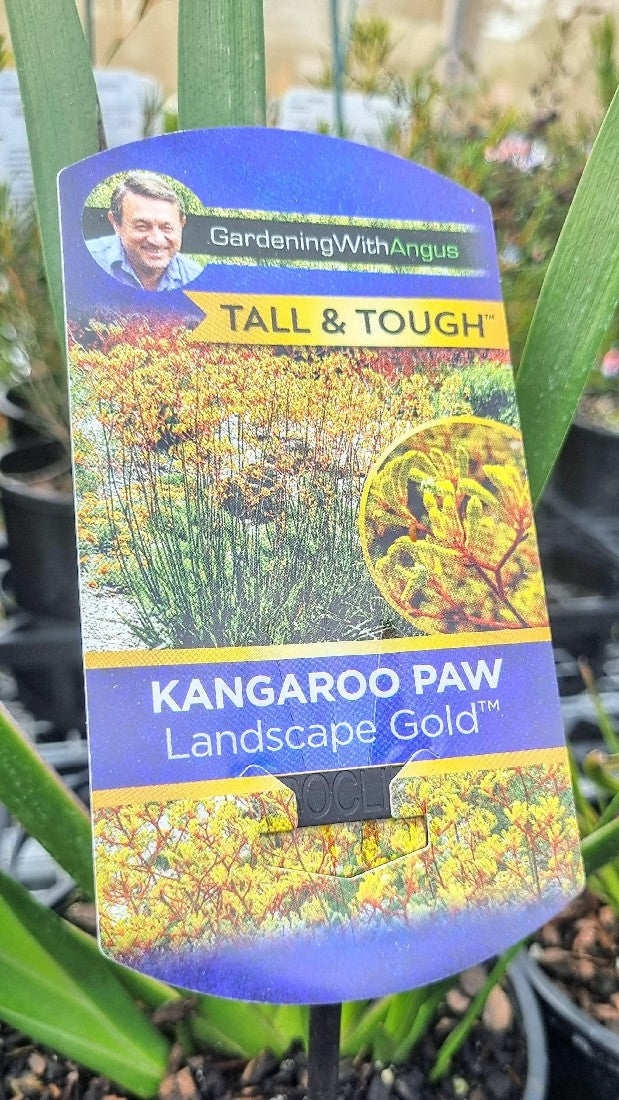 GardeningWithAngus
TALL & TOUGH™
KANGAROO PAW
Landscape Gold™